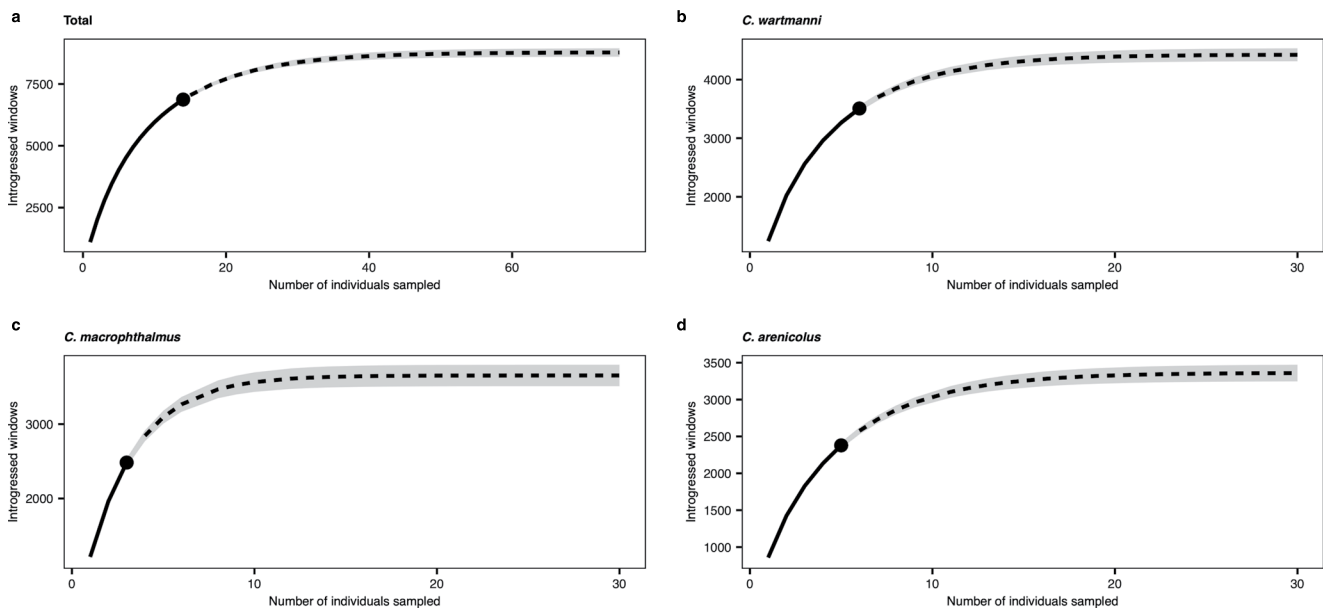 a
Total
Introgressed windows
7500
5000
2500
0
20
40
60
Number of individuals sampled
b
C. wartmanni
Introgressed windows
4000
3000
2000
0
10
20
30
Number of individuals sampled
c
C. macrophthalmus
Introgressed windows
3000
2000
0
10
20
30
Number of individuals sampled
d
C. arenicolus
Introgressed windows
3500
3000
2500
2000
1500
1000
0
10
20
30
Number of individuals sampled